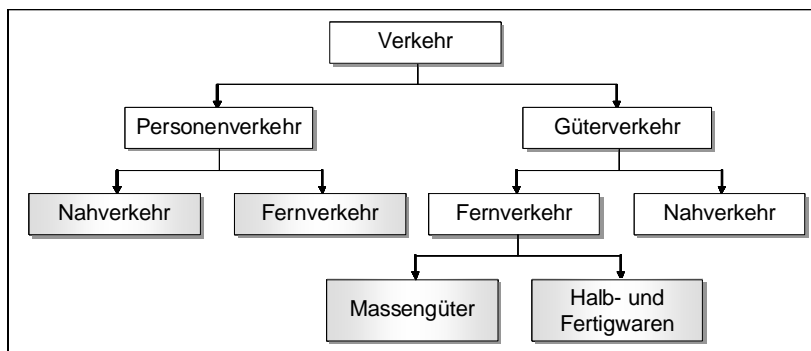 Verkehr
Personenverkehr
Güterverkehr
Nahverkehr
Fernverkehr
Fernverkehr
Nahverkehr
Massengüter
Halb- und
Fertigwaren